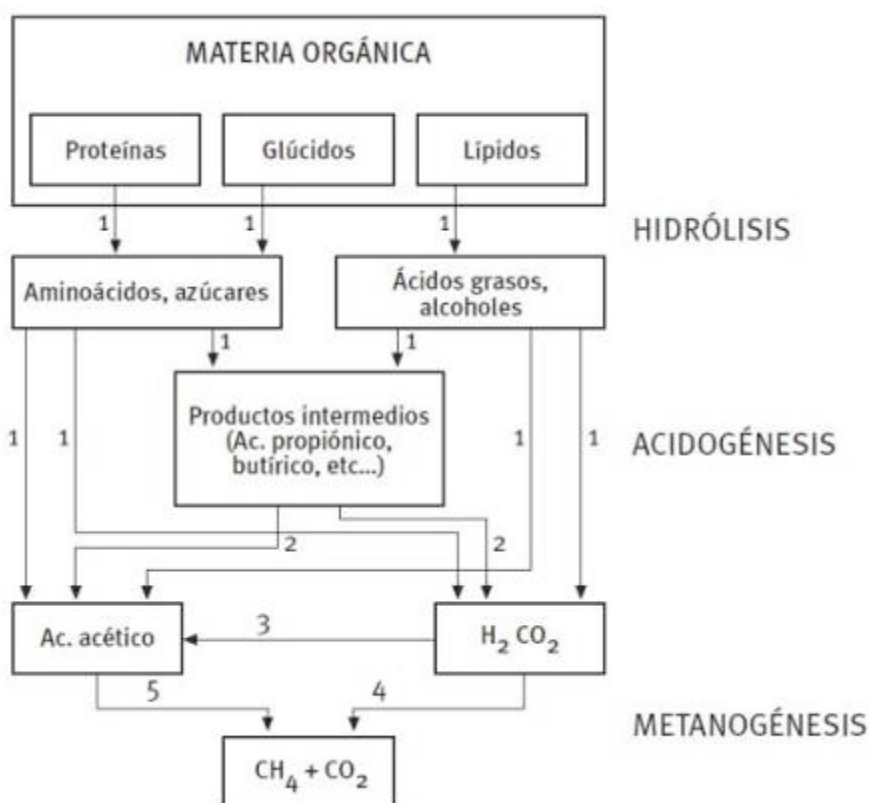 MATERIA ORGÁNICA
Proteínas
Glúcidos
Lípidos
1
1
1
HIDRÓLISIS
Aminoácidos, azúcares
Ácidos grasos,
alcoholes
1
1
Productos intermedios
(Ac. propiónico,
butírico, etc...)
1
1
1
1
ACIDOGÉNESIS
2
2
Ac. acético
3
H₂ CO₂
5
4
METANOGÉNESIS
CH₄ + CO₂